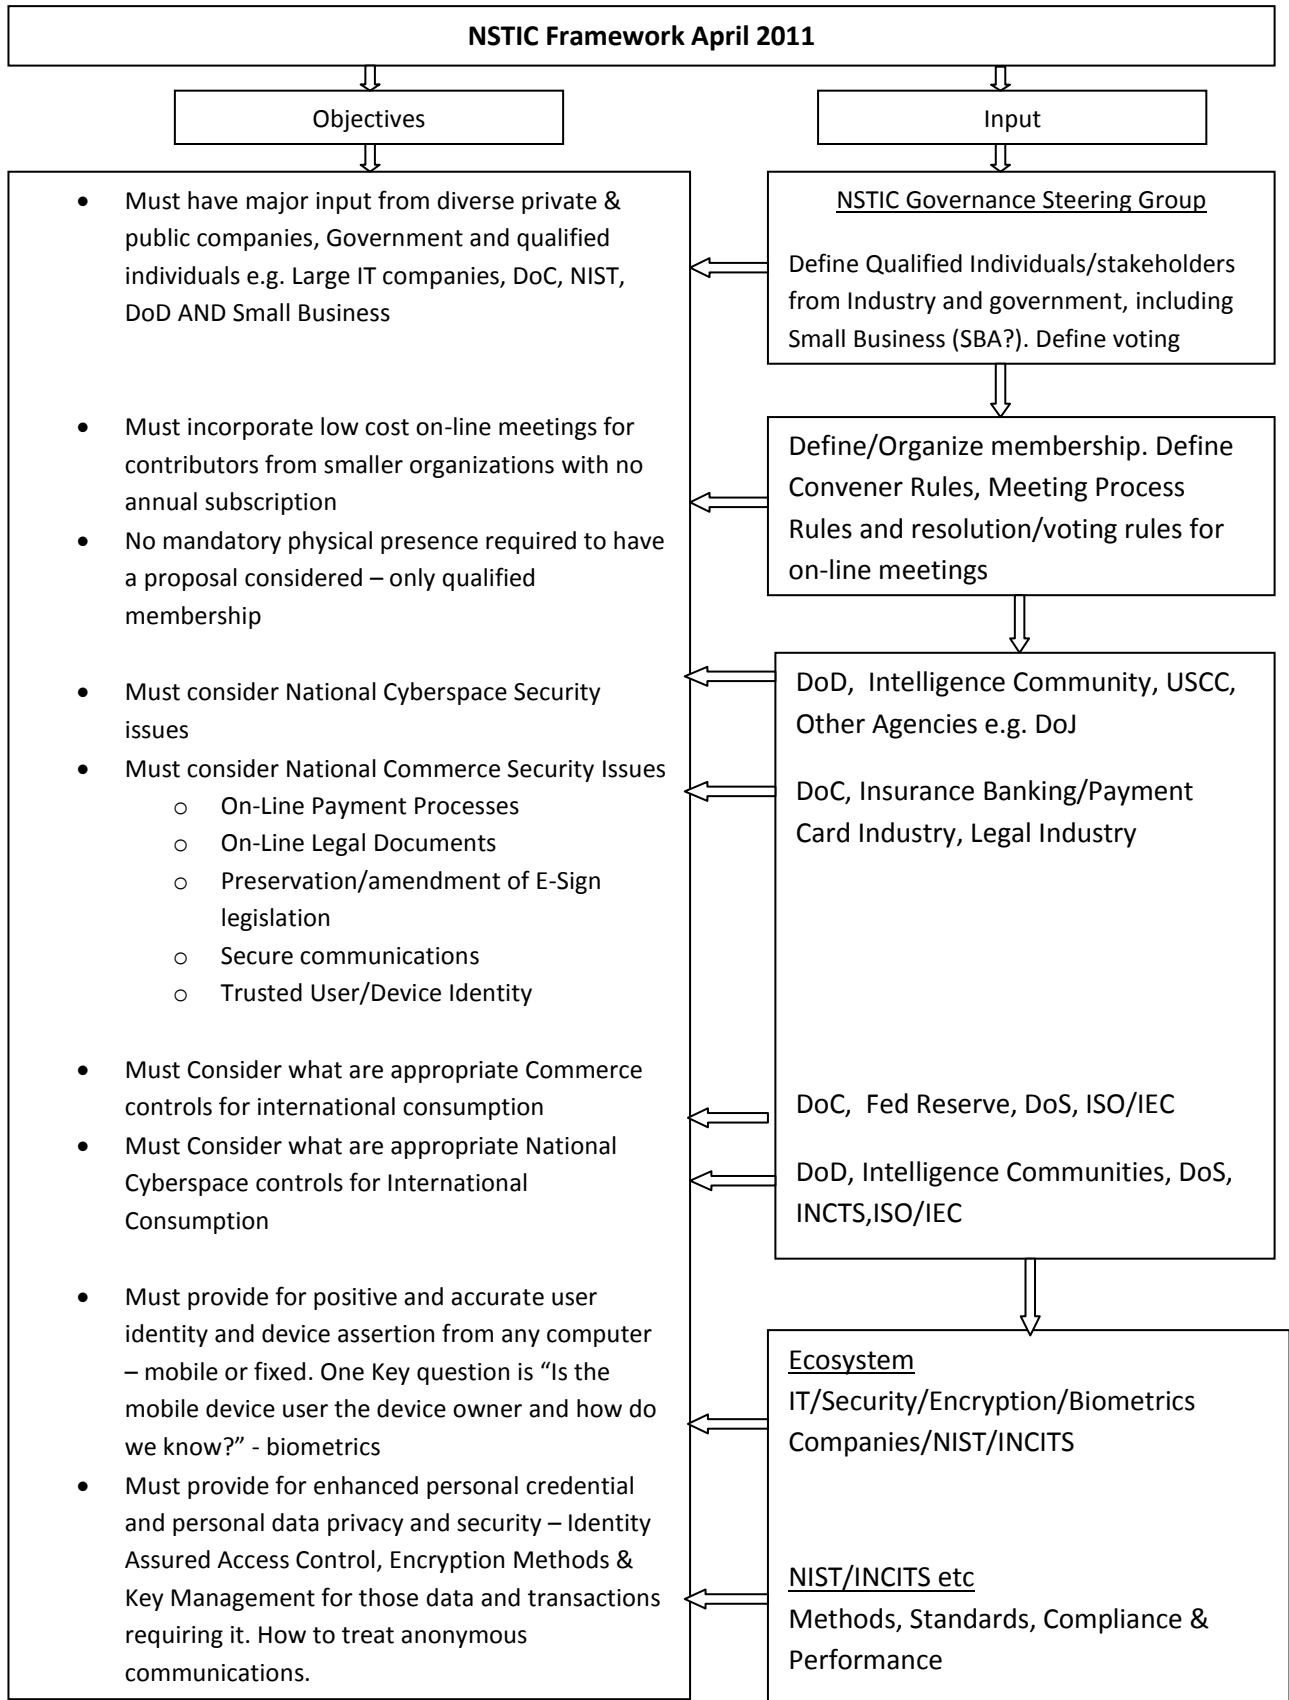 NSTIC Framework April 2011
Objectives
Input
• Must have major input from diverse private &
public companies, Government and qualified
individuals e.g. Large IT companies, DoC, NIST,
DoD AND Small Business
• Must incorporate low cost on-line meetings for
contributors from smaller organizations with no
annual subscription
• No mandatory physical presence required to have
a proposal considered – only qualified
membership
• Must consider National Cyberspace Security
issues
• Must consider National Commerce Security Issues
o On-Line Payment Processes
o On-Line Legal Documents
o Preservation/amendment of E-Sign
legislation
o Secure communications
o Trusted User/Device Identity
• Must Consider what are appropriate Commerce
controls for international consumption
• Must Consider what are appropriate National
Cyberspace controls for International
Consumption
• Must provide for positive and accurate user
identity and device assertion from any computer
– mobile or fixed. One Key question is “Is the
mobile device user the device owner and how do
we know?” - biometrics
• Must provide for enhanced personal credential
and personal data privacy and security – Identity
Assured Access Control, Encryption Methods &
Key Management for those data and transactions
requiring it. How to treat anonymous
communications.
NSTIC Governance Steering Group
Define Qualified Individuals/stakeholders
from Industry and government, including
Small Business (SBA?). Define voting
Define/Organize membership. Define
Convener Rules, Meeting Process
Rules and resolution/voting rules for
on-line meetings
DoD, Intelligence Community, USCC,
Other Agencies e.g. DoJ
DoC, Insurance Banking/Payment
Card Industry, Legal Industry
DoC, Fed Reserve, DoS, ISO/IEC
DoD, Intelligence Communities, DoS,
INCTS,ISO/IEC
Ecosystem
IT/Security/Encryption/Biometrics
Companies/NIST/INCITS
NIST/INCITS etc
Methods, Standards, Compliance &
Performance